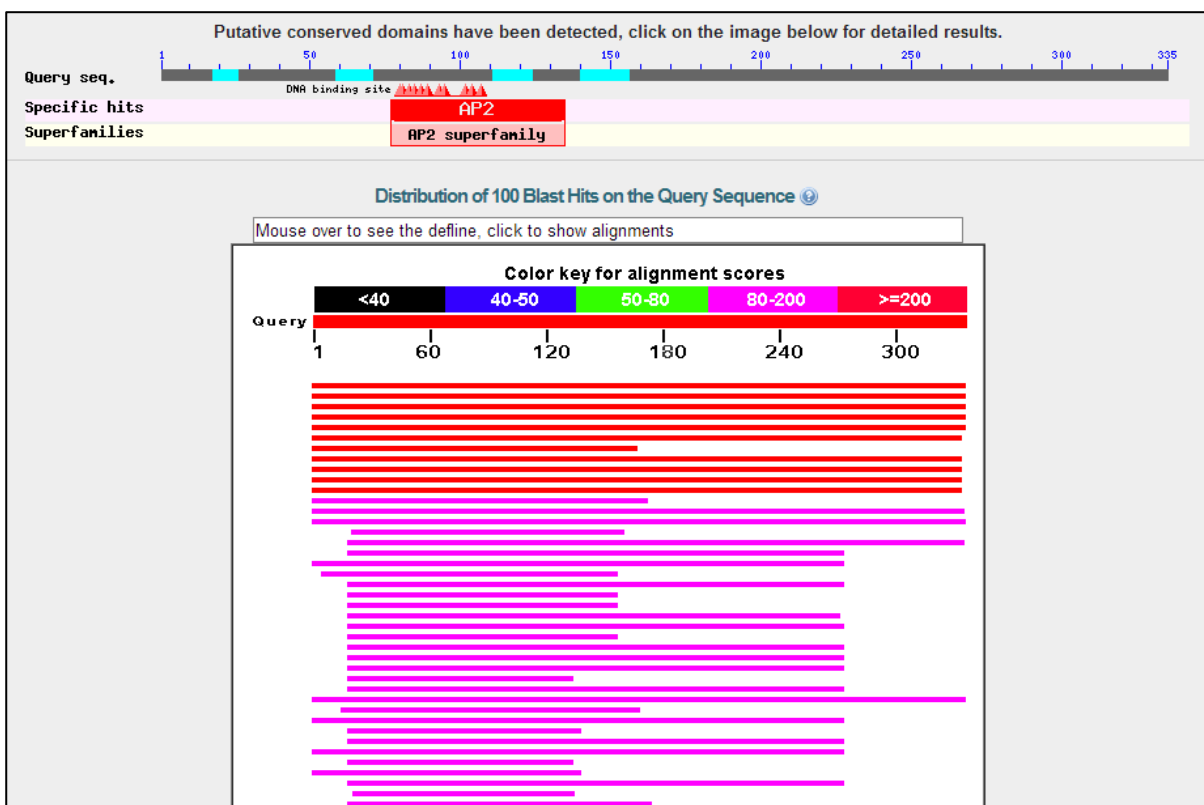 Putative conserved domains have been detected, click on the image below for detailed results.
1 50 100 150 200 250 300 335
Query seq.
DNA binding site
Specific hits AP2
Superfamilies AP2 superfamily
Distribution of 100 Blast Hits on the Query Sequence ?
Mouse over to see the defline, click to show alignments
Color key for alignment scores
<40 40-50 50-80 80-200 >=200
Query
1 60 120 180 240 300